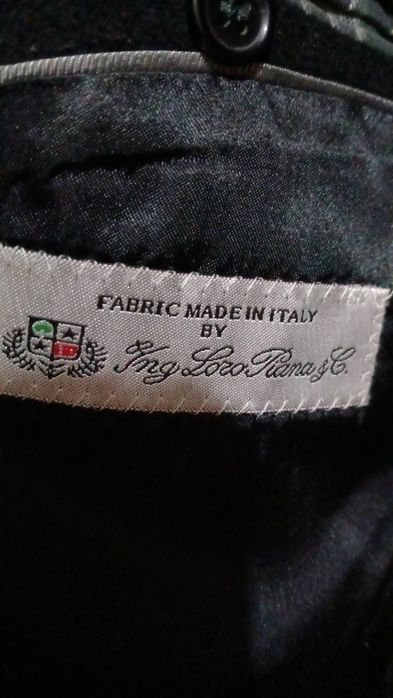 FABRIC MADE IN ITALY
BY
Ing Loro Piana & C.